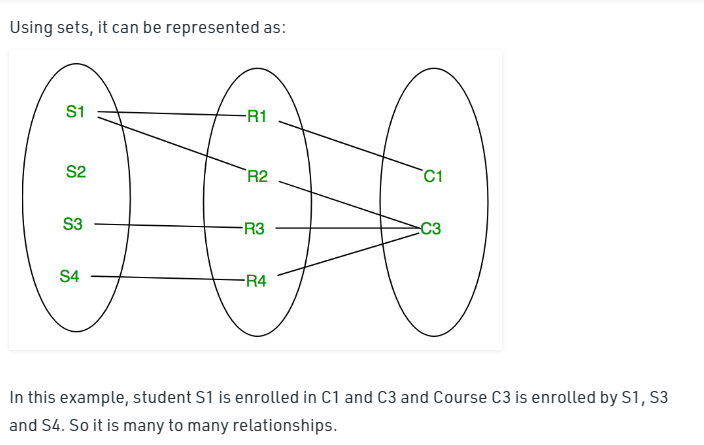 Using sets, it can be represented as:
S1 R1
S2 R2 C1
S3 R3 C3
S4 R4
In this example, student S1 is enrolled in C1 and C3 and Course C3 is enrolled by S1, S3
and S4. So it is many to many relationships.